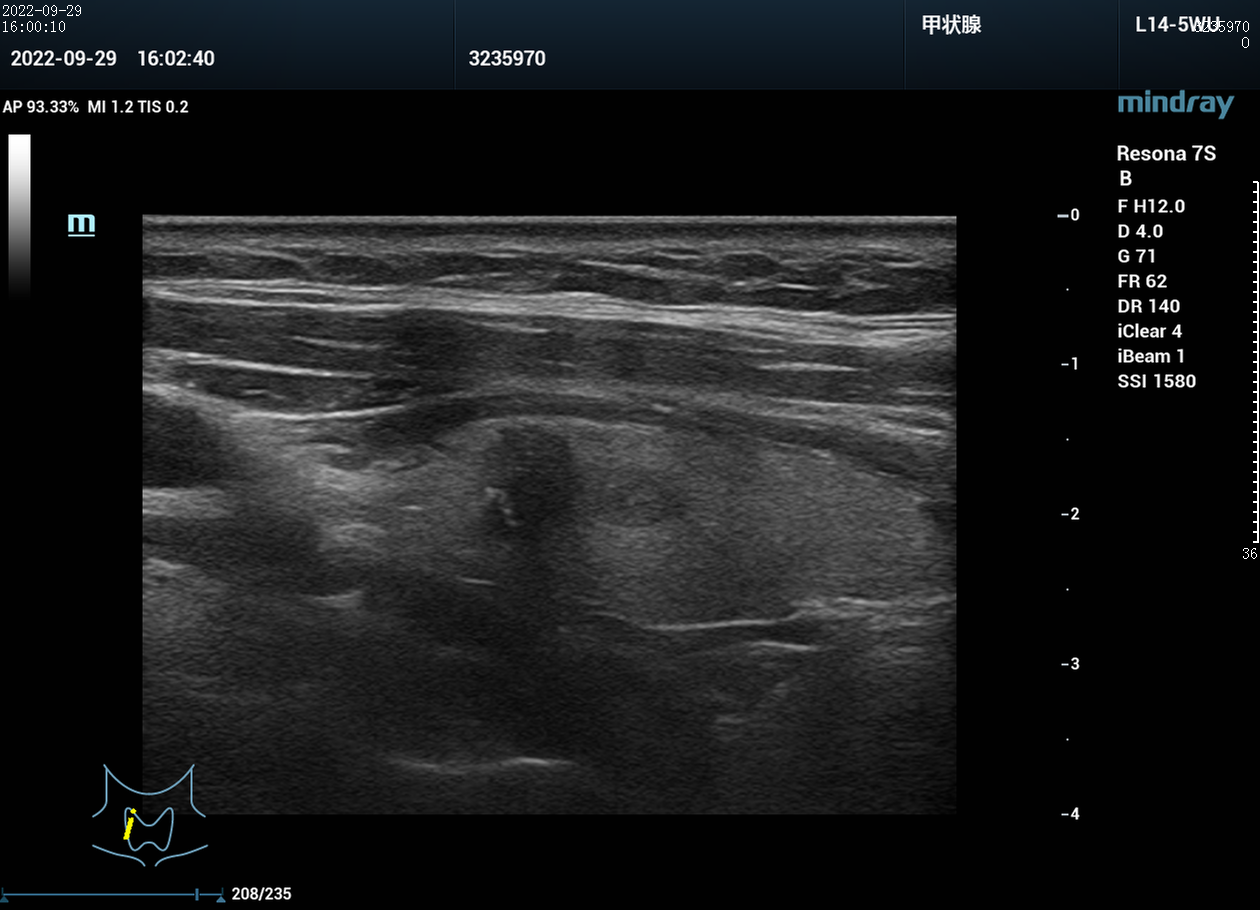 2022-09-29
16:00:10
甲状腺
2022-09-29 16:02:40
3235970
3235970
0
AP 93.33% MI 1.2 TIS 0.2
mindray
m
Resona 7S
B
F H12.0
D 4.0
G 71
FR 62
DR 140
iClear 4
iBeam 1
SSI 1580
0
-1
-2
-3
-4
36
208/235